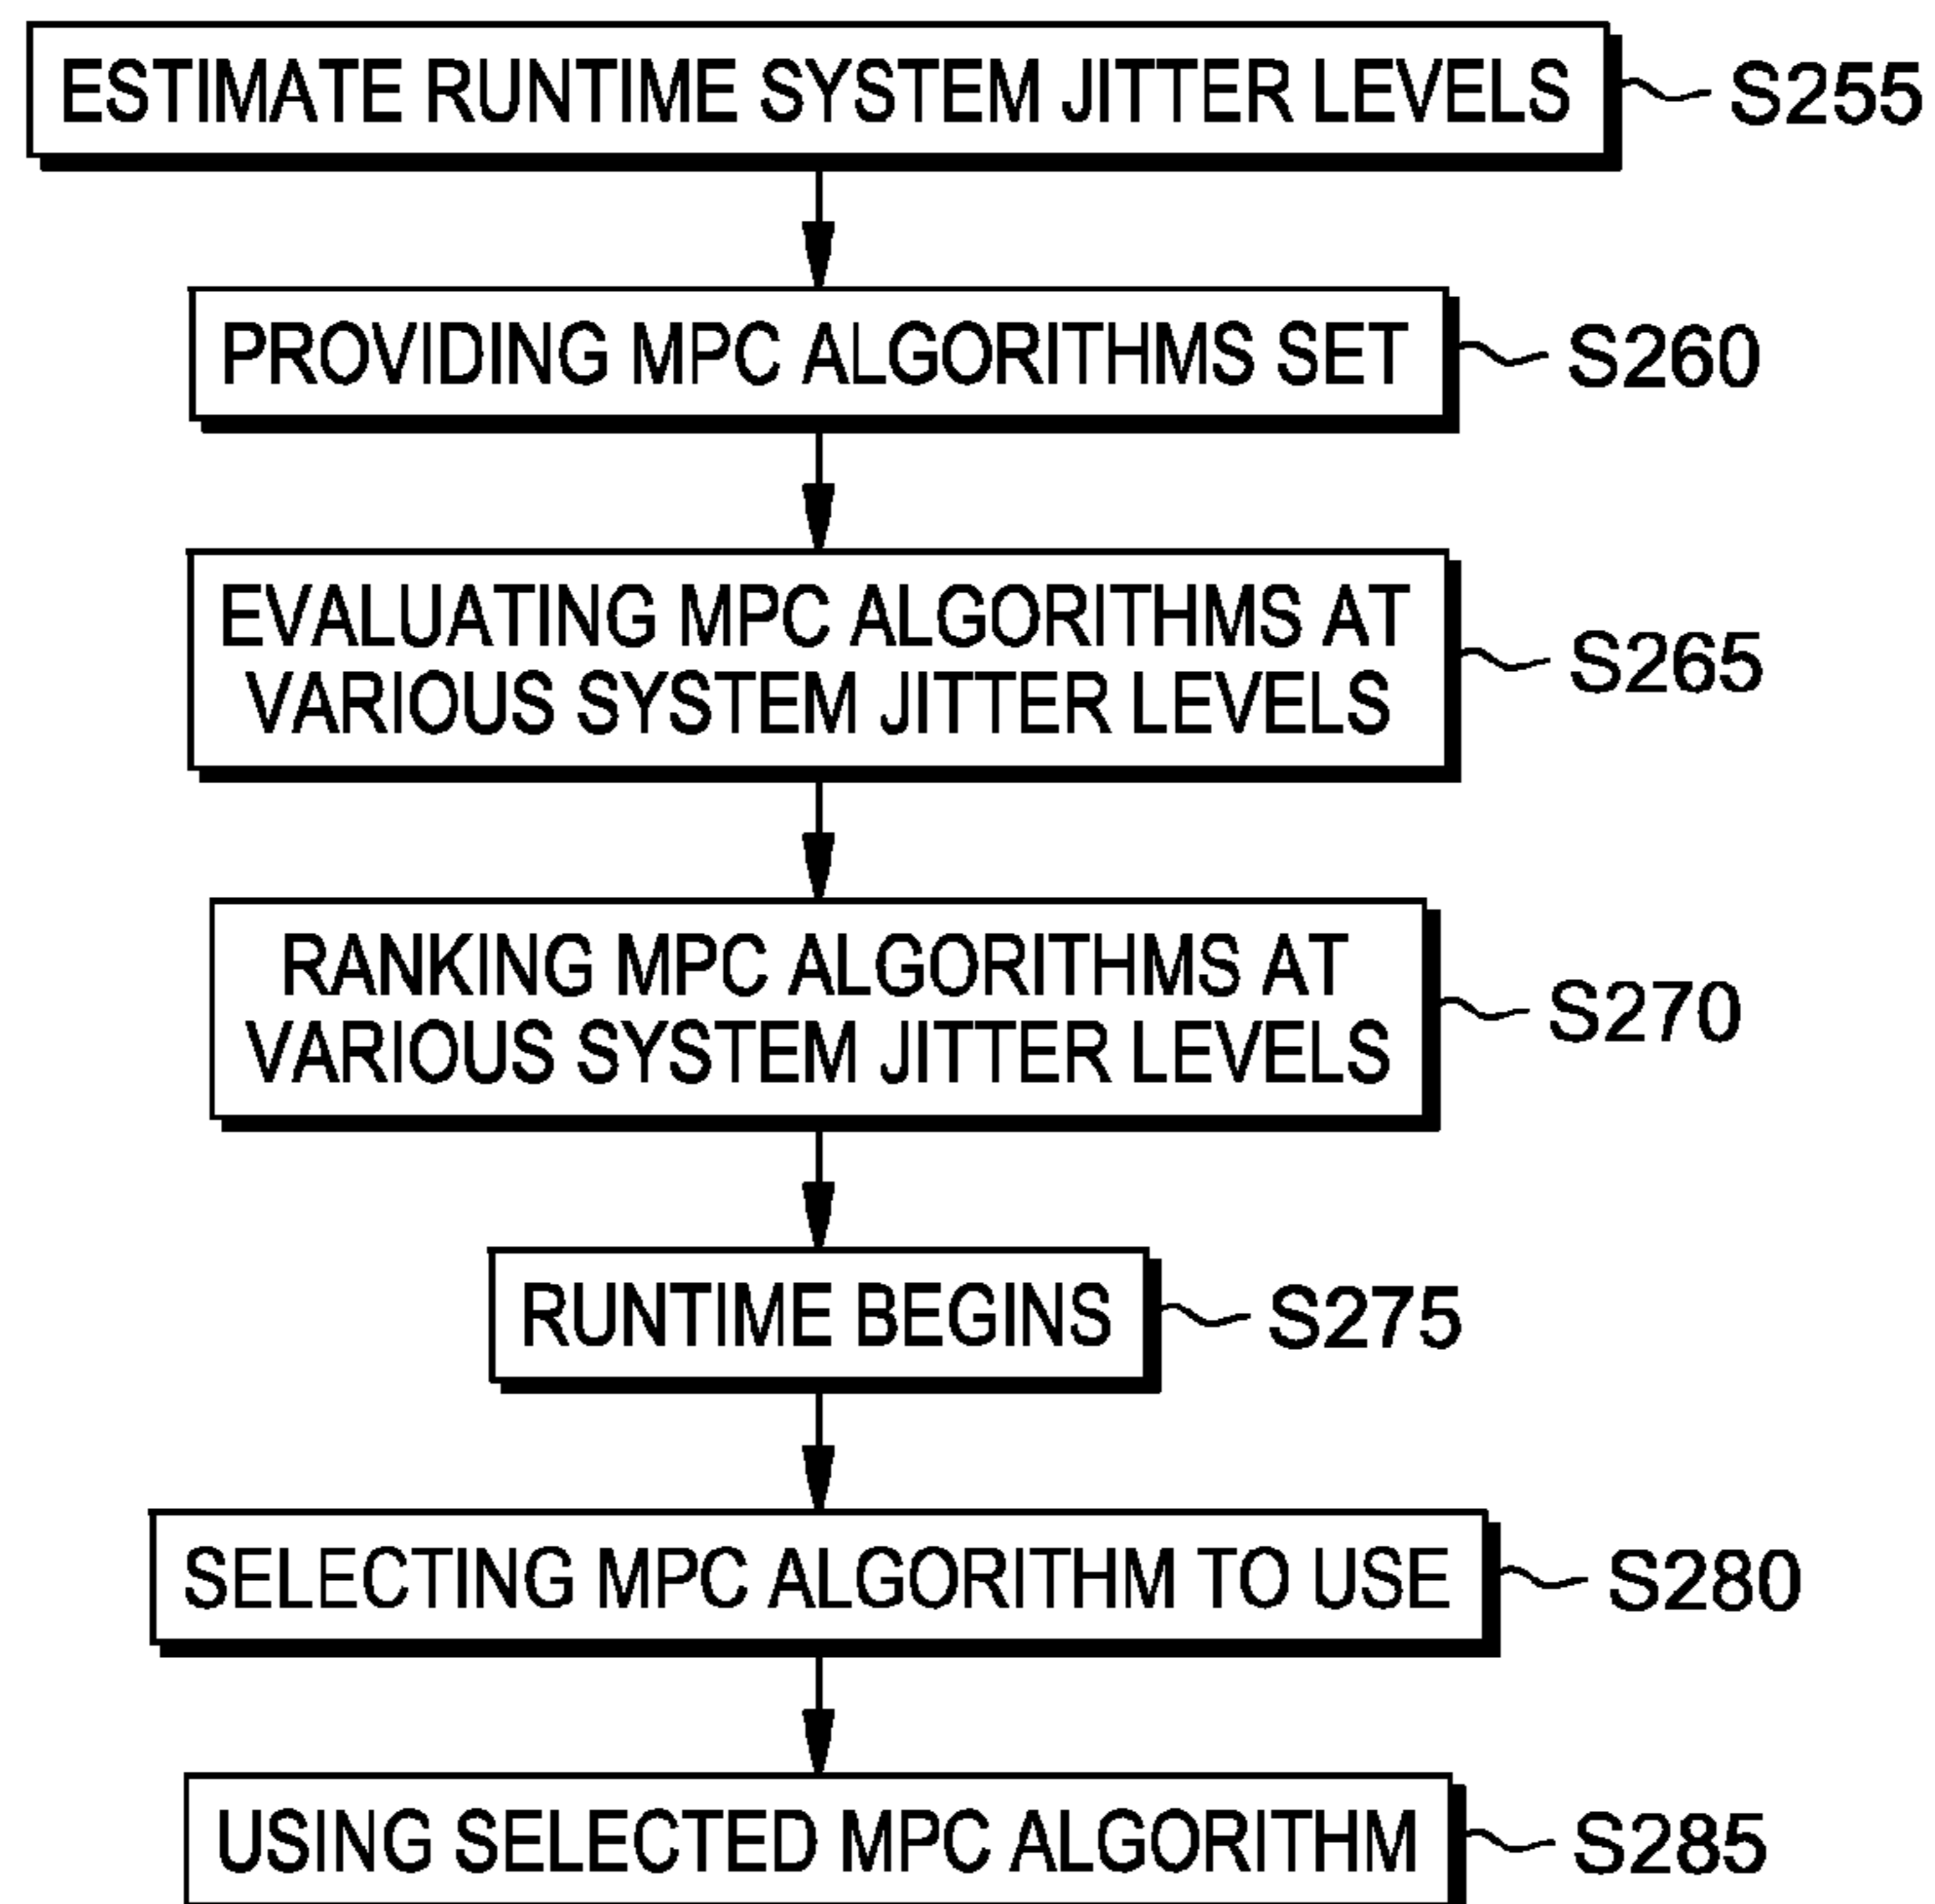 ESTIMATE RUNTIME SYSTEM JITTER LEVELS
S255
PROVIDING MPC ALGORITHMS SET
S260
EVALUATING MPC ALGORITHMS AT
VARIOUS SYSTEM JITTER LEVELS
S265
RANKING MPC ALGORITHMS AT
VARIOUS SYSTEM JITTER LEVELS
S270
RUNTIME BEGINS
S275
SELECTING MPC ALGORITHM TO USE
S280
USING SELECTED MPC ALGORITHM
S285